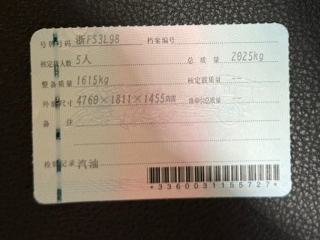 号牌号码 浙F53L98 档案编号
核定载人数 5人 总质量 2025kg
整备质量 1615kg 核定载质量 --
外廓尺寸 4760×1811×1455mm 准牵引总质量 --
备注
检验记录 汽油
*3360031155727*